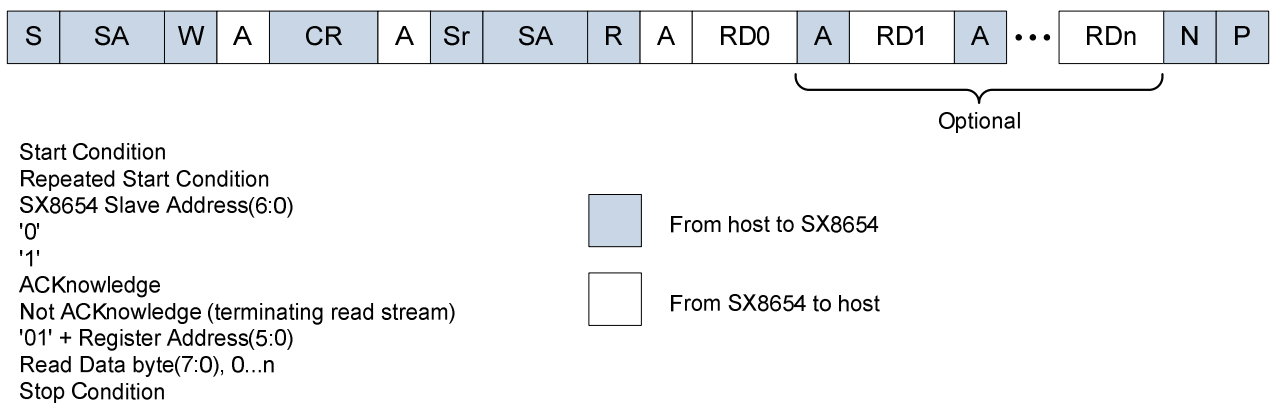 S SA W A CR A Sr SA R A RD0 A RD1 A ••• RDn N P
Optional
Start Condition
Repeated Start Condition
SX8654 Slave Address(6:0)
'0'
'1'
ACKnowledge
Not ACKnowledge (terminating read stream)
'01' + Register Address(5:0)
Read Data byte(7:0), 0...n
Stop Condition
From host to SX8654
From SX8654 to host